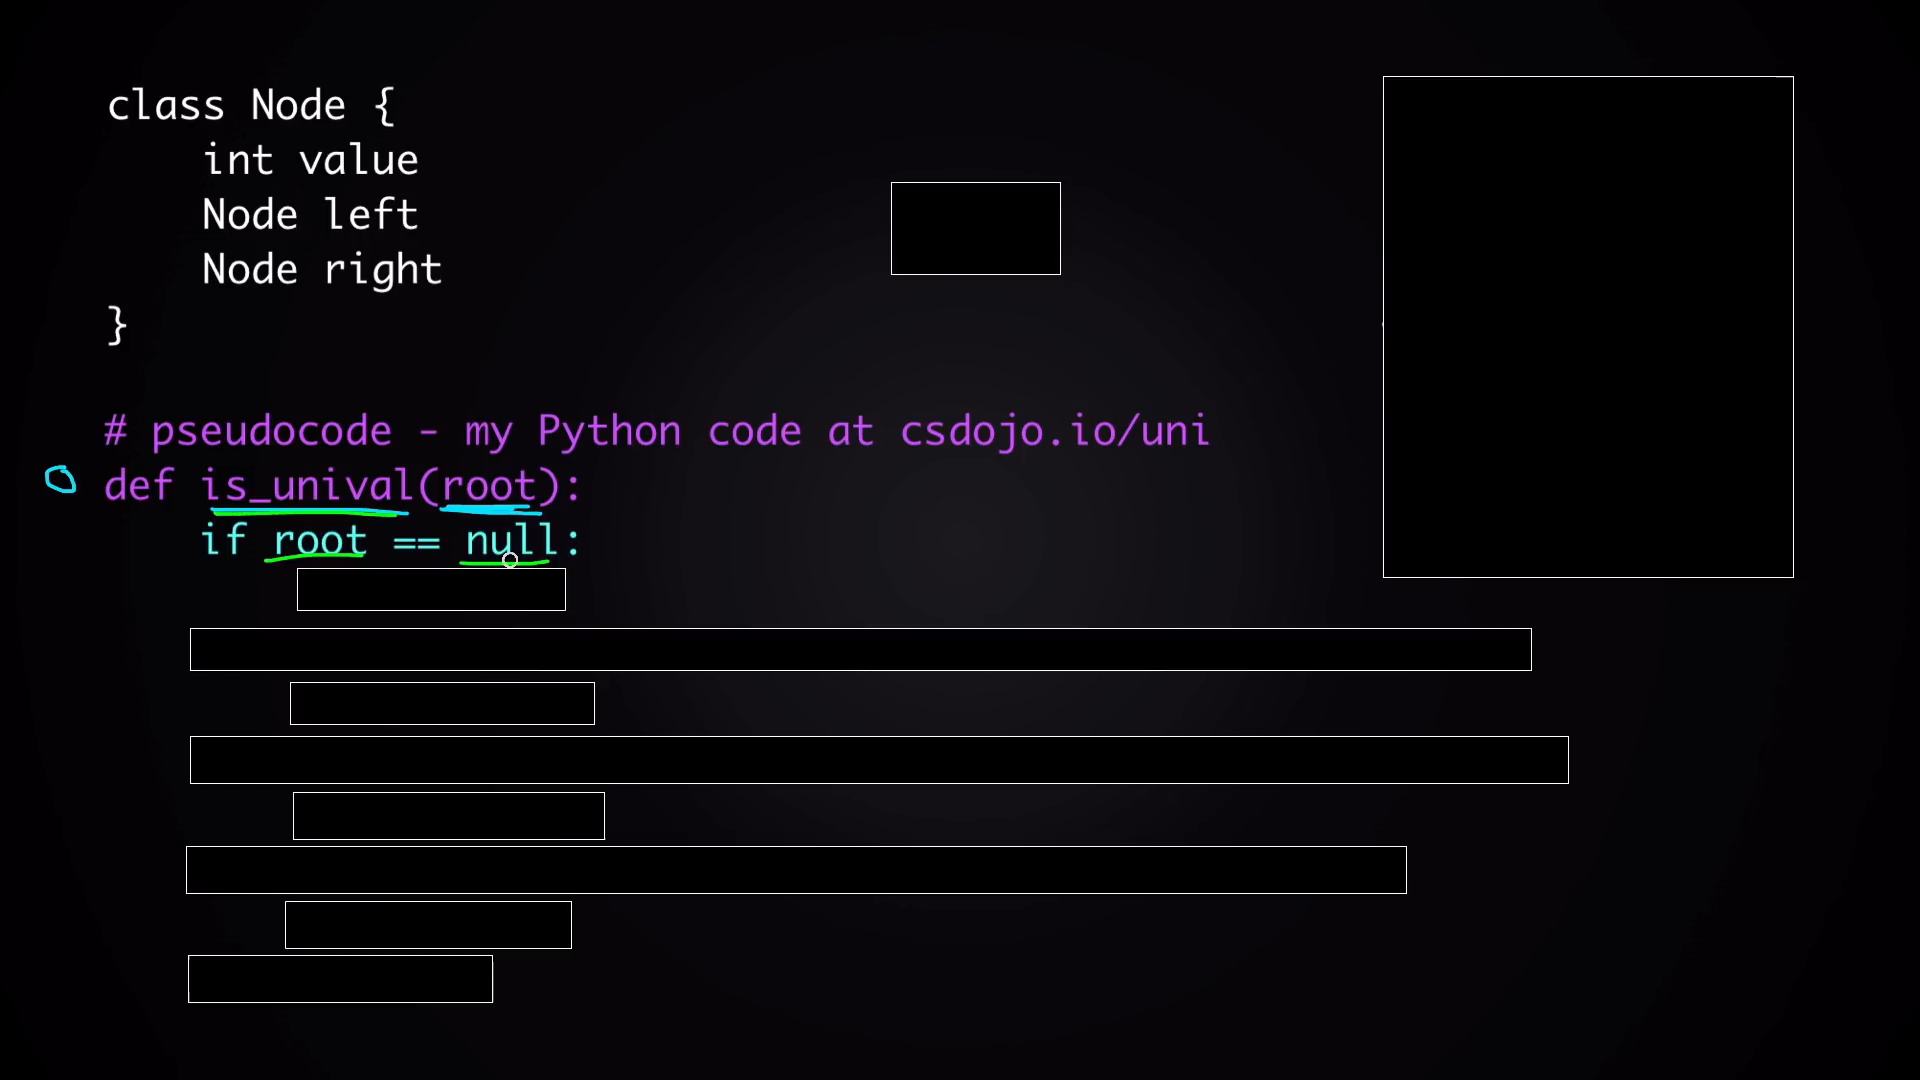 class Node {
int value
Node left
Node right
}
# pseudocode - my Python code at csdojo.io/uni
def is_unival(root):
if root == null: